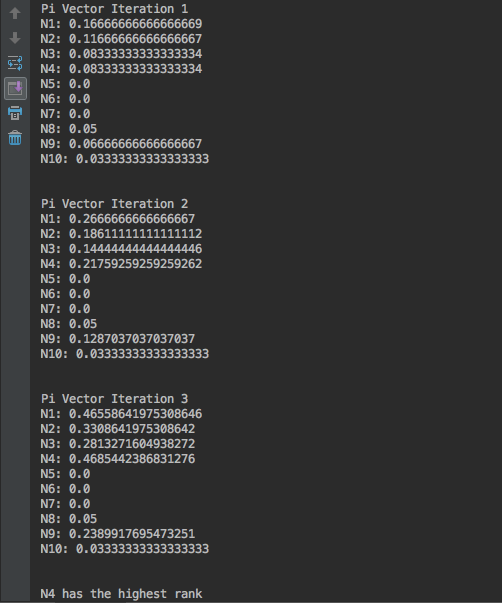 Pi Vector Iteration 1
N1: 0.16666666666666669
N2: 0.11666666666666667
N3: 0.08333333333333334
N4: 0.08333333333333334
N5: 0.0
N6: 0.0
N7: 0.0
N8: 0.05
N9: 0.06666666666666667
N10: 0.03333333333333333
Pi Vector Iteration 2
N1: 0.2666666666666667
N2: 0.18611111111111112
N3: 0.14444444444444446
N4: 0.21759259259259262
N5: 0.0
N6: 0.0
N7: 0.0
N8: 0.05
N9: 0.1287037037037037
N10: 0.03333333333333333
Pi Vector Iteration 3
N1: 0.46558641975308646
N2: 0.3308641975308642
N3: 0.2813271604938272
N4: 0.4685442386831276
N5: 0.0
N6: 0.0
N7: 0.0
N8: 0.05
N9: 0.2389917695473251
N10: 0.03333333333333333
N4 has the highest rank